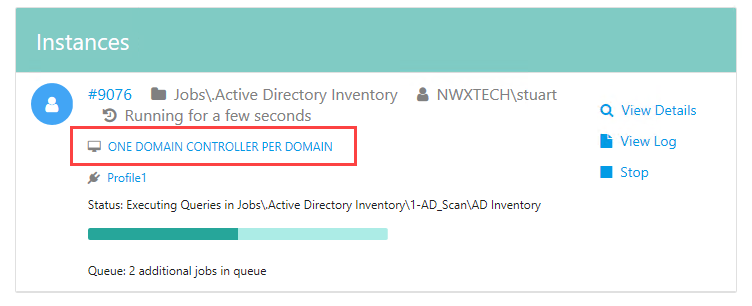 Instances
#9076 Jobs\.Active Directory Inventory NWXTECH\stuart
Running for a few seconds
ONE DOMAIN CONTROLLER PER DOMAIN
Profile1
Status: Executing Queries in Jobs\.Active Directory Inventory\1-AD_Scan\AD Inventory
Queue: 2 additional jobs in queue
View Details
View Log
Stop